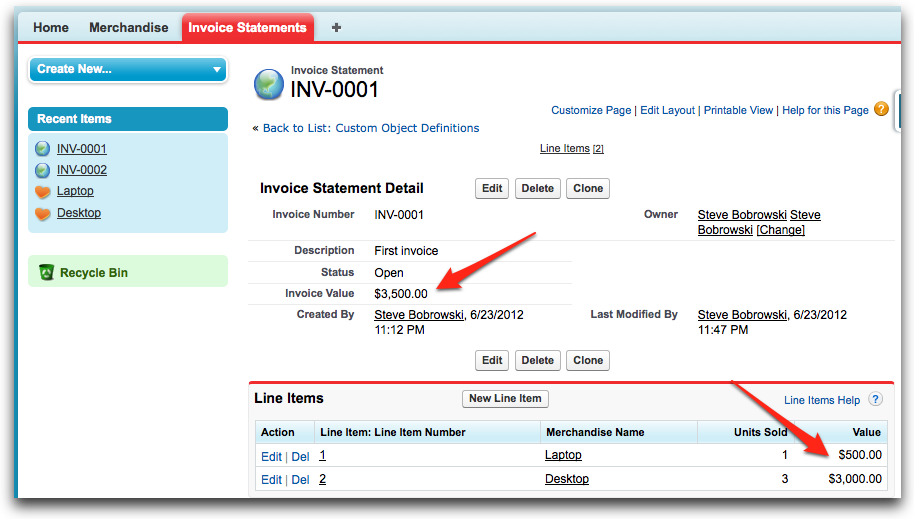 Home Merchandise Invoice Statements +
Create New...
Recent Items
INV-0001
INV-0002
Laptop
Desktop
Recycle Bin
Invoice Statement
INV-0001
Customize Page | Edit Layout | Printable View | Help for this Page ?
« Back to List: Custom Object Definitions
Line Items [2]
Invoice Statement Detail Edit Delete Clone
Invoice Number INV-0001 Owner Steve Bobrowski Steve
Bobrowski [Change]
Description First invoice
Status Open
Invoice Value $3,500.00
Created By Steve Bobrowski, 6/23/2012 Last Modified By Steve Bobrowski, 6/23/2012
11:12 PM 11:47 PM
Edit Delete Clone
Line Items New Line Item Line Items Help ?
Action Line Item: Line Item Number Merchandise Name Units Sold Value
Edit | Del 1 Laptop 1 $500.00
Edit | Del 2 Desktop 3 $3,000.00